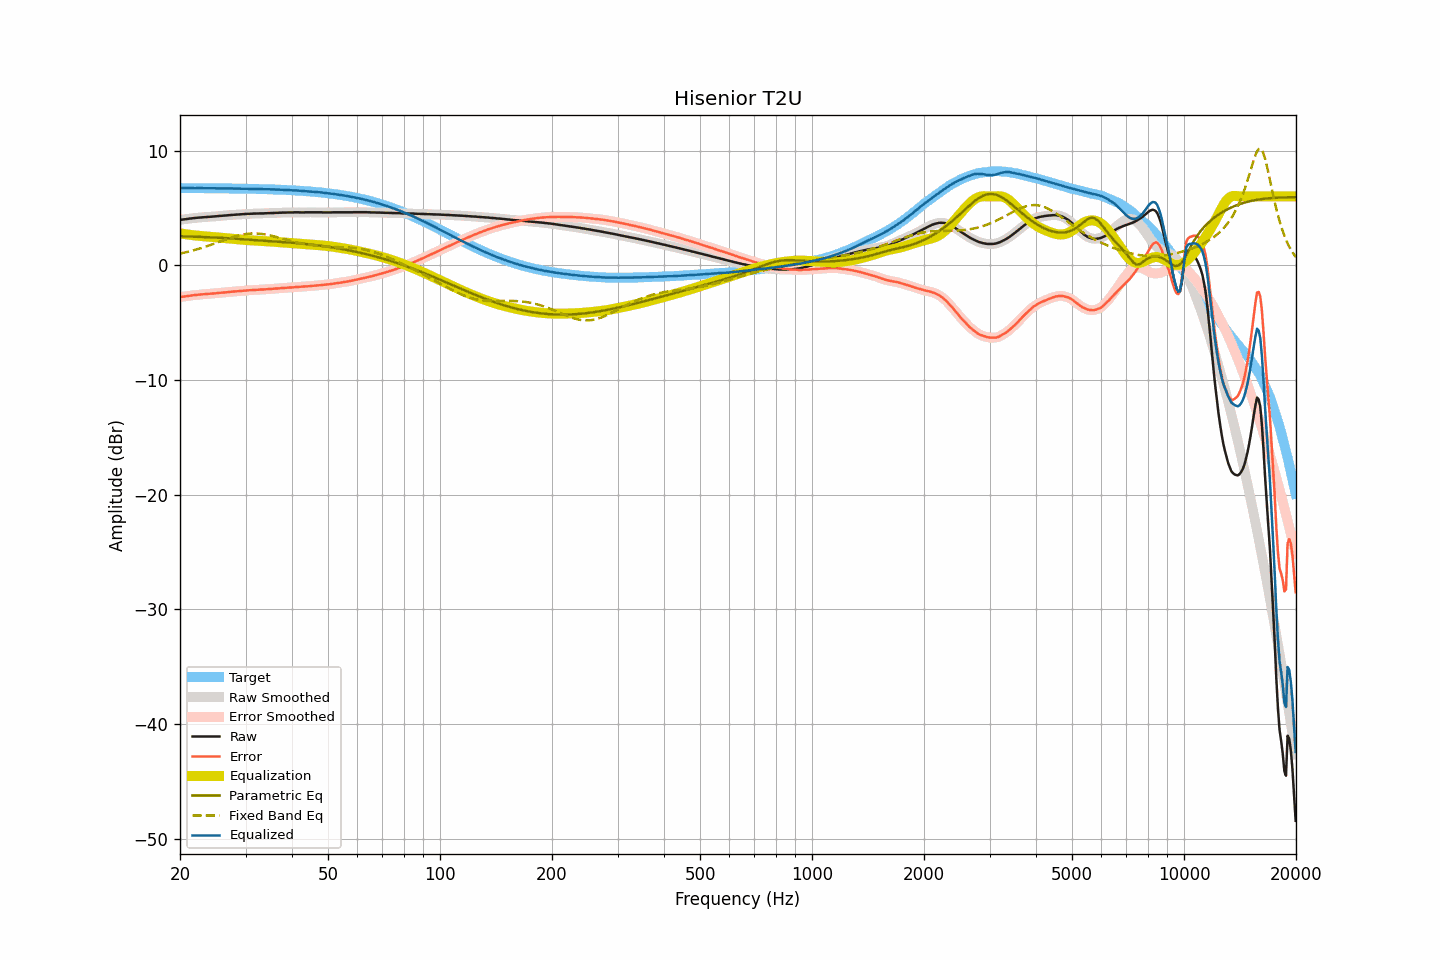 Hisenior T2U
10
0
−10
−20
−30
−40
−50
Amplitude (dBr)
Target
Raw Smoothed
Error Smoothed
Raw
Error
Equalization
Parametric Eq
Fixed Band Eq
Equalized
20 50 100 200 500 1000 2000 5000 10000 20000
Frequency (Hz)